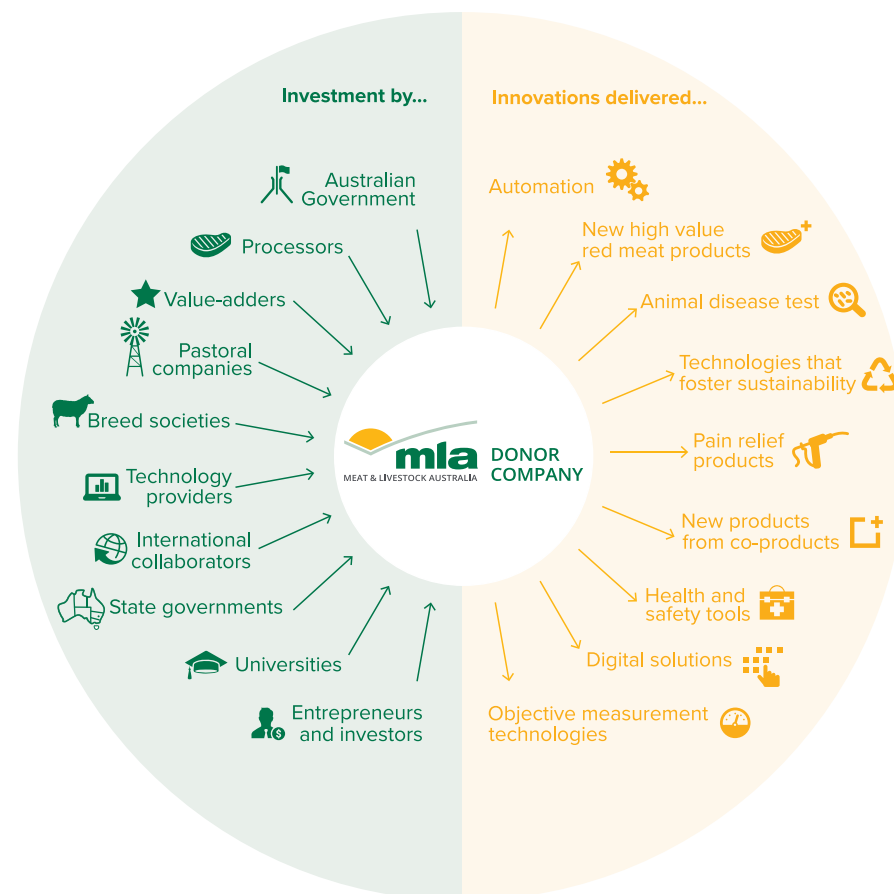 Investment by...
Australian
Government
Processors
Value-adders
Pastoral
companies
Breed societies
Technology
providers
International
collaborators
State governments
Universities
Entrepreneurs
and investors
mla
MEAT & LIVESTOCK AUSTRALIA
DONOR
COMPANY
Innovations delivered...
Automation
New high value
red meat products
Animal disease test
Technologies that
foster sustainability
Pain relief
products
New products
from co-products
Health and
safety tools
Digital solutions
Objective measurement
technologies